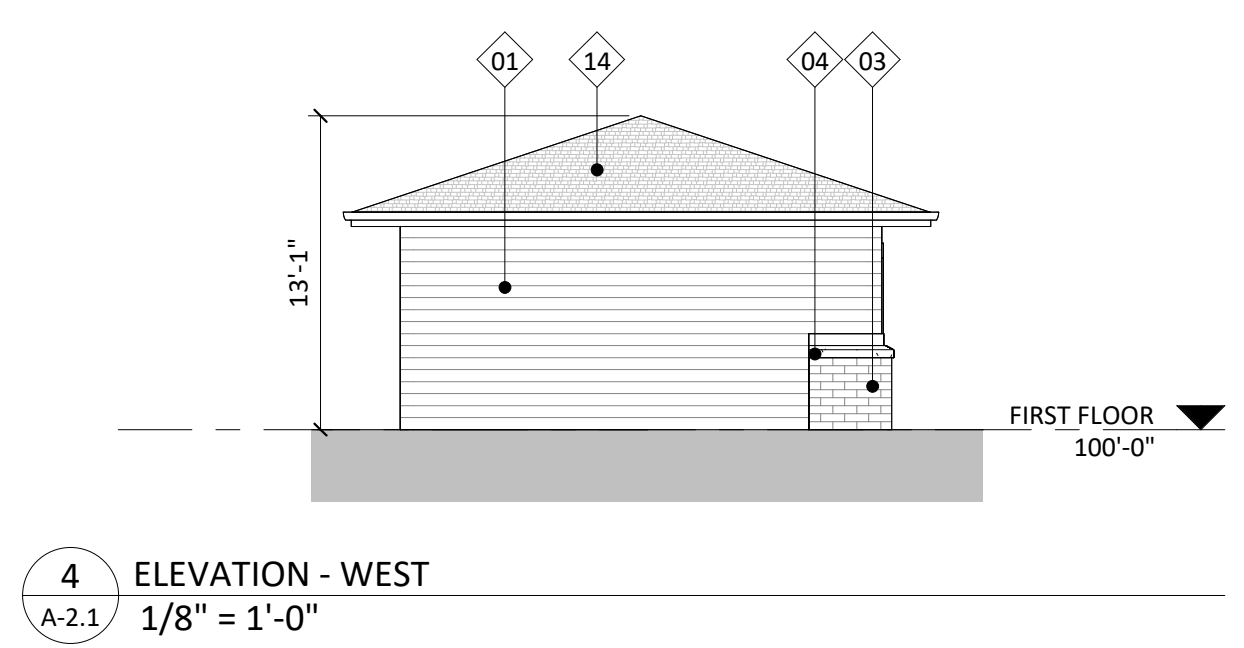 01
14
04
03
13'-1"
FIRST FLOOR
100'-0"
4
ELEVATION - WEST
A-2.1
1/8" = 1'-0"